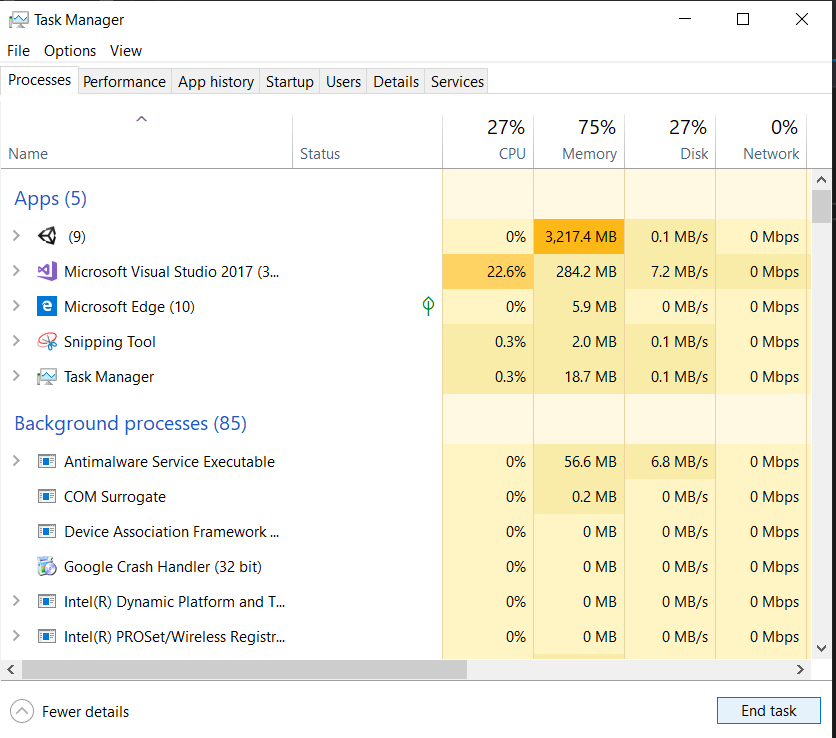 Task Manager
File Options View
Processes Performance App history Startup Users Details Services
27% 75% 27% 0%
Name Status CPU Memory Disk Network
Apps (5)
(9) 0% 3,217.4 MB 0.1 MB/s 0 Mbps
Microsoft Visual Studio 2017 (3... 22.6% 284.2 MB 7.2 MB/s 0 Mbps
Microsoft Edge (10) 0% 5.9 MB 0 MB/s 0 Mbps
Snipping Tool 0.3% 2.0 MB 0.1 MB/s 0 Mbps
Task Manager 0.3% 18.7 MB 0.1 MB/s 0 Mbps
Background processes (85)
Antimalware Service Executable 0% 56.6 MB 6.8 MB/s 0 Mbps
COM Surrogate 0% 0.2 MB 0 MB/s 0 Mbps
Device Association Framework ... 0% 0 MB 0 MB/s 0 Mbps
Google Crash Handler (32 bit) 0% 0 MB 0 MB/s 0 Mbps
Intel(R) Dynamic Platform and T... 0% 0 MB 0 MB/s 0 Mbps
Intel(R) PROSet/Wireless Registr... 0% 0 MB 0 MB/s 0 Mbps
Fewer details End task